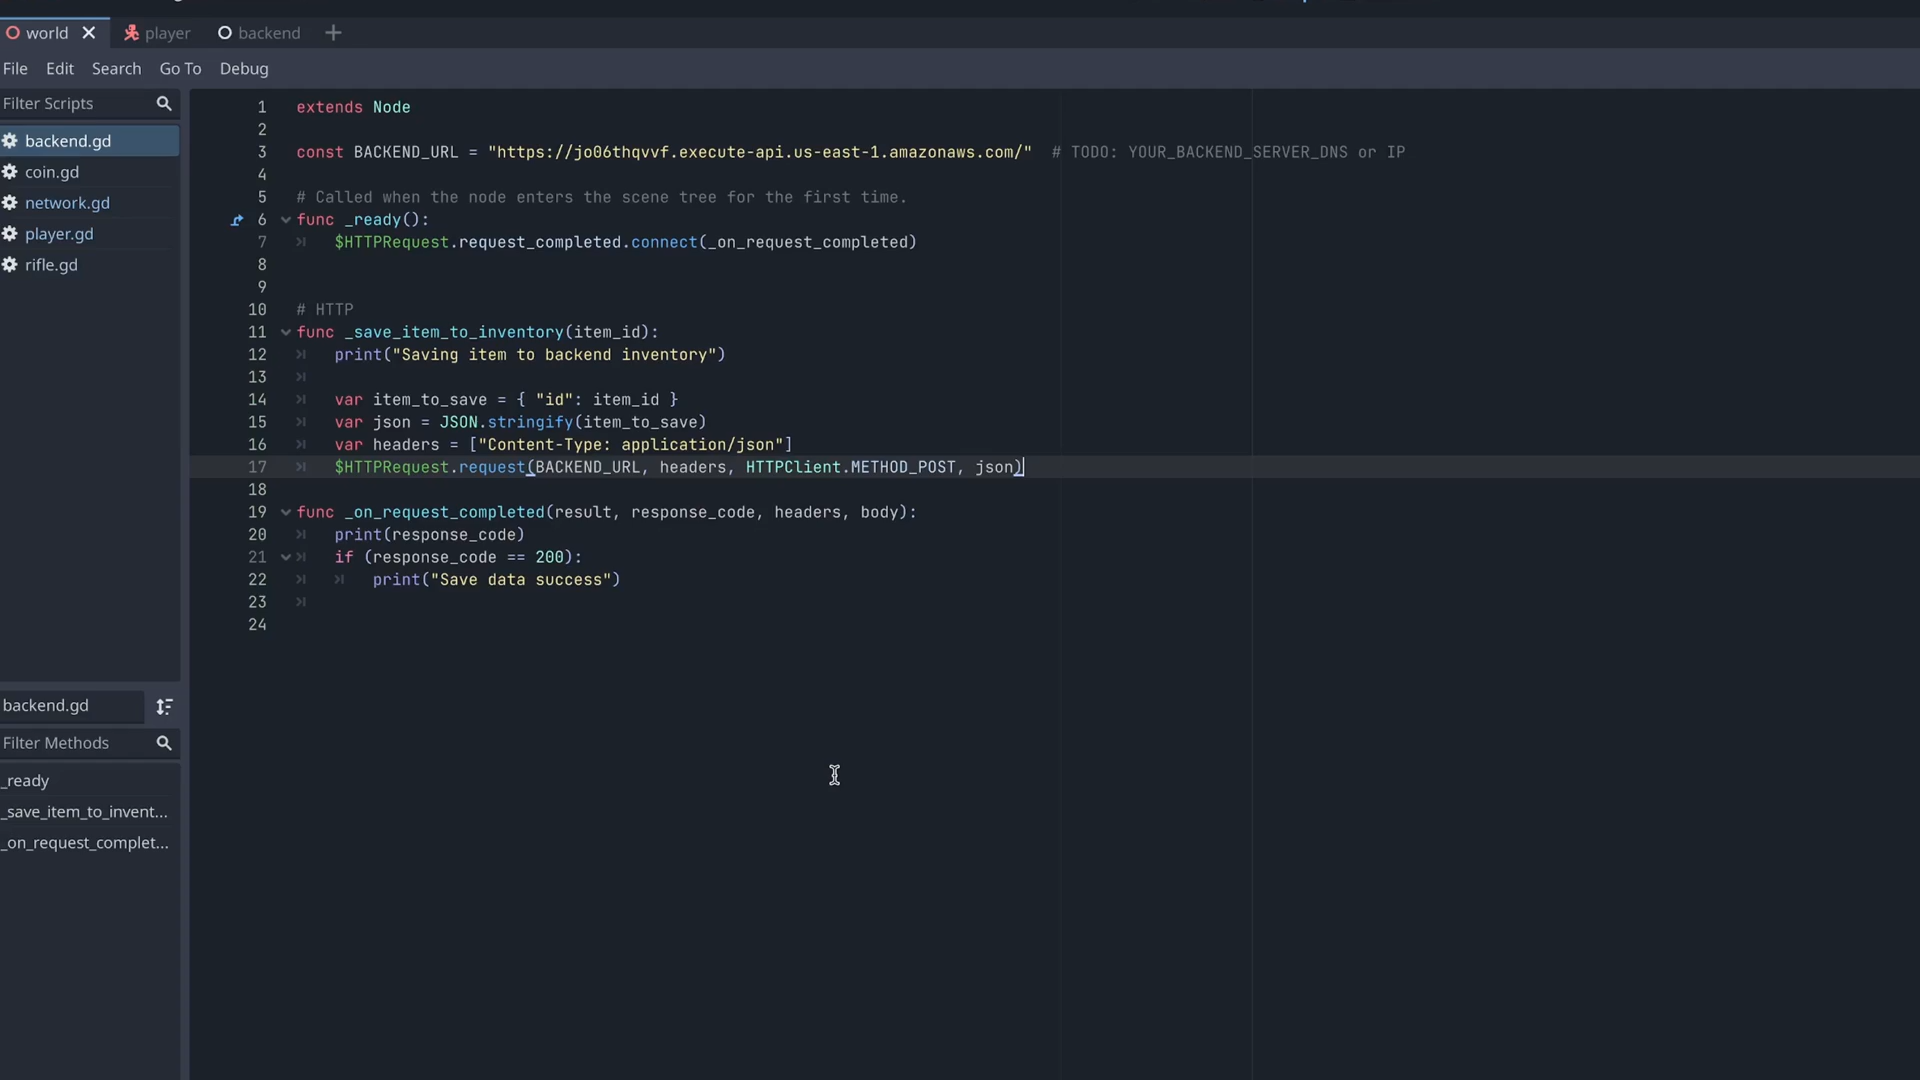 world player backend
File Edit Search Go To Debug
Filter Scripts
backend.gd
coin.gd
network.gd
player.gd
rifle.gd
backend.gd
Filter Methods
_ready
_save_item_to_invent...
_on_request_complet...
1 extends Node
2
3 const BACKEND_URL = "https://jo06thqvvf.execute-api.us-east-1.amazonaws.com/" # TODO: YOUR_BACKEND_SERVER_DNS or IP
4
5 # Called when the node enters the scene tree for the first time.
6 func _ready():
7 $HTTPRequest.request_completed.connect(_on_request_completed)
8
9
10 # HTTP
11 func _save_item_to_inventory(item_id):
12 print("Saving item to backend inventory")
13
14 var item_to_save = { "id": item_id }
15 var json = JSON.stringify(item_to_save)
16 var headers = ["Content-Type: application/json"]
17 $HTTPRequest.request(BACKEND_URL, headers, HTTPClient.METHOD_POST, json)
18
19 func _on_request_completed(result, response_code, headers, body):
20 print(response_code)
21 if (response_code == 200):
22 print("Save data success")
23
24